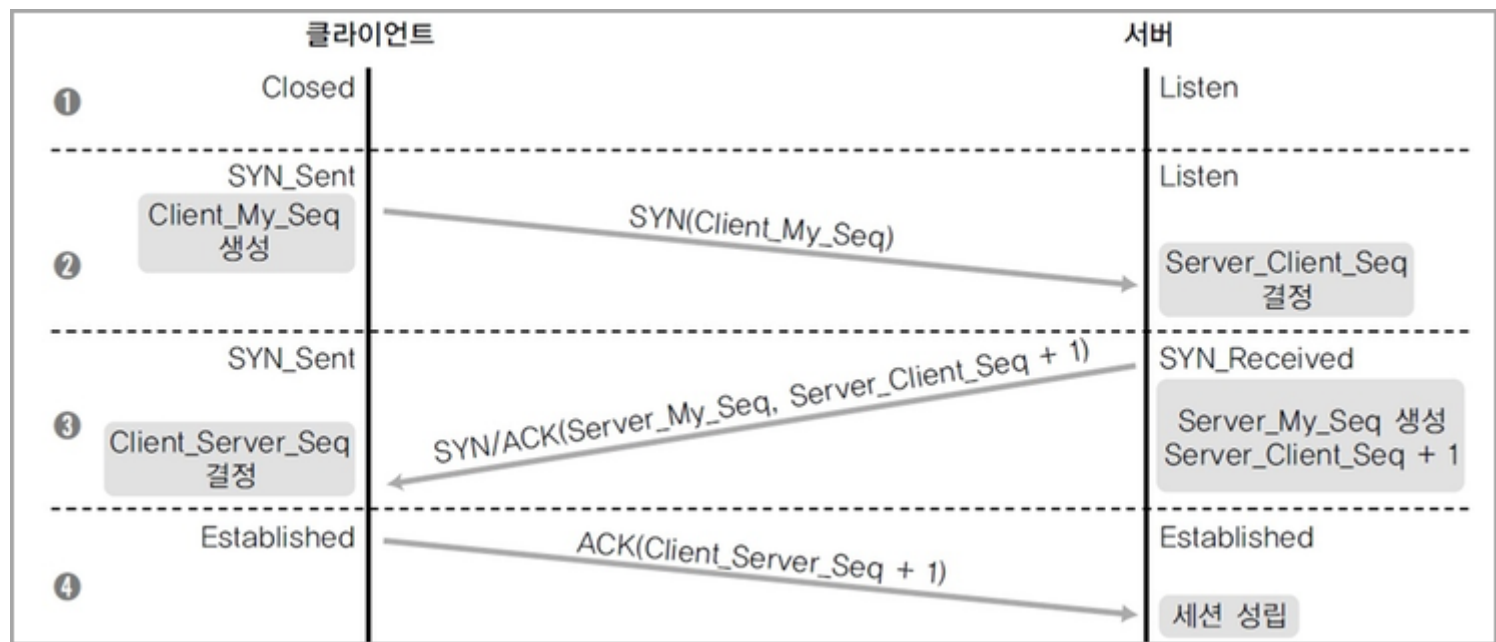 클라이언트 서버
❶ Closed Listen
SYN_Sent Listen
Client_My_Seq
생성
SYN(Client_My_Seq)
❷
Server_Client_Seq
결정
SYN_Sent SYN_Received
SYN/ACK(Server_My_Seq, Server_Client_Seq + 1)
❸
Client_Server_Seq
결정
Server_My_Seq 생성
Server_Client_Seq + 1
Established Established
ACK(Client_Server_Seq + 1)
❹
세션 성립